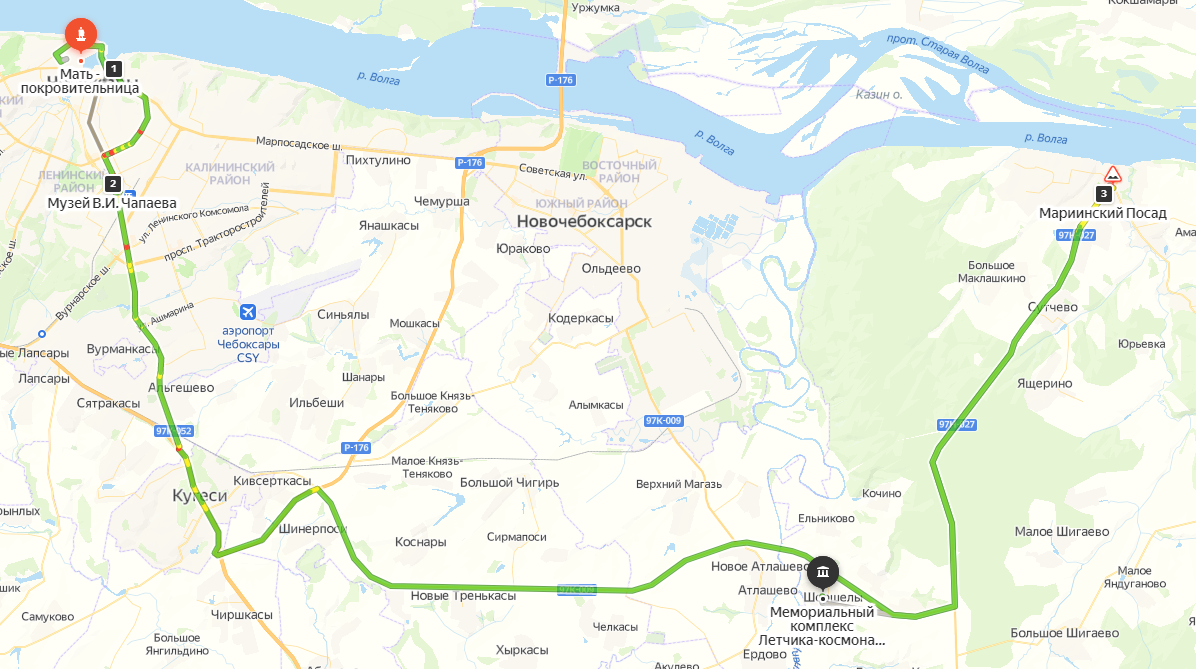 Уржумка
Кокшамары
прот. Старая Волга
Казин о.
р. Волга
Р-176
р. Волга
р. Волга
1
Мать -
покровительница
Марпосадское ш.
Пихтулино
Р-176
Советская ул.
ВОСТОЧНЫЙ
РАЙОН
КАЛИНИНСКИЙ
РАЙОН
ЛЕНИНСКИЙ
РАЙОН
2
Музей В.И. Чапаева
Чемурша
ЮЖНЫЙ РАЙОН
Новочебоксарск
3
Мариинский Посад
97К-027
ул. Ленинского Комсомола
просп. Тракторостроителей
Янашкасы
Юраково
Ольдеево
Большое
Маклашкино
Вурнарское ш.
ул. Ашмарина
аэропорт
Чебоксары
CSY
Синьялы
Мошкасы
Кодеркасы
Сутчево
Юрьевка
Вурманкасы
Лапсары
Альгешево
Шанары
Ящерино
Сятракасы
Ильбеши
Большое Князь-
Теняково
Алымкасы
97К-009
97К-027
97К-052
Р-176
Малое Князь-
Теняково
Кивсерткасы
Большой Чигирь
Верхний Магазь
Кочино
Кугеси
Ельниково
Шинерпоси
Сирмапоси
Коснары
Малое Шигаево
Новое Атлашево
Малое
Яндуганово
Атлашево
Шоршелы
Новые Тренькасы
Мемориальный
комплекс
Летчика-космона...
Самуково
Чиршкасы
Челкасы
Большое Шигаево
Большое
Янгильдино
Хыркасы
Ердово
Акулево